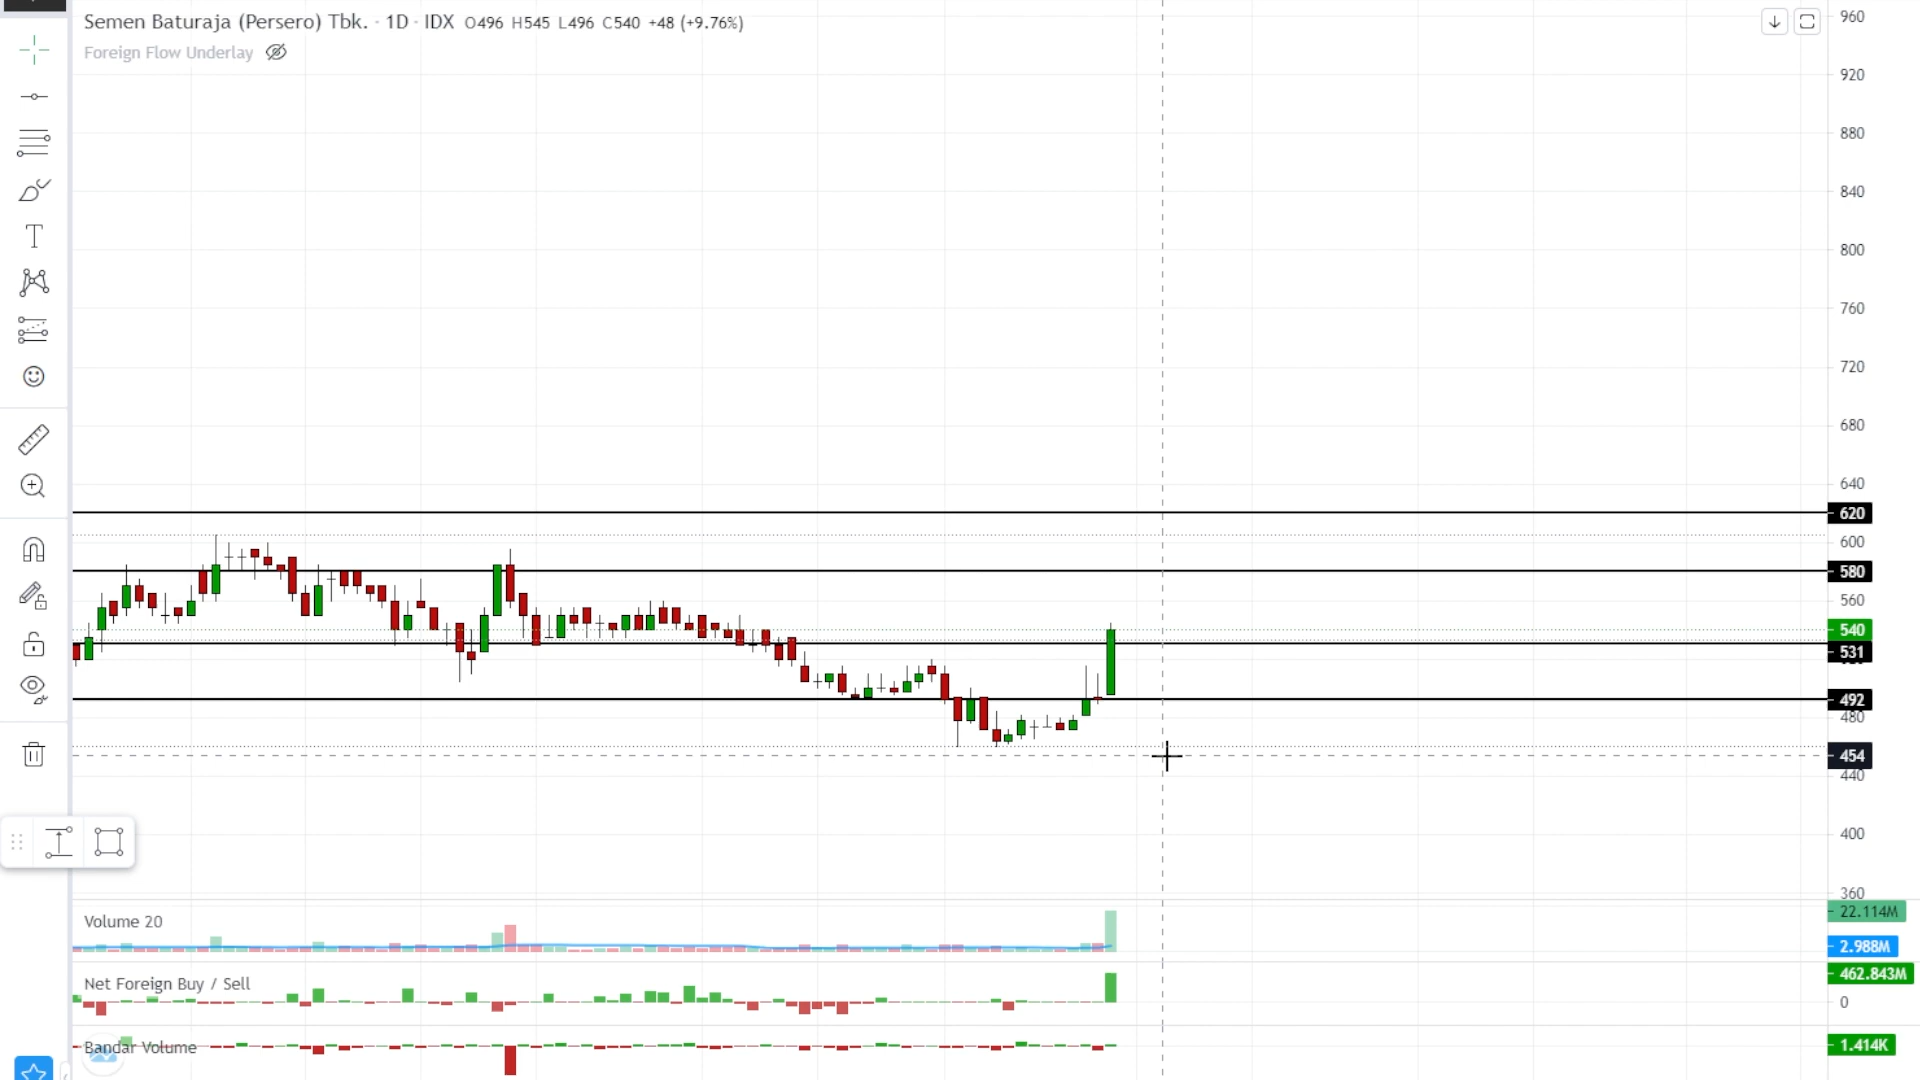 Semen Baturaja (Persero) Tbk. · 1D · IDX O496 H545 L496 C540 +48 (+9.76%)
Foreign Flow Underlay
960
920
880
840
800
760
720
680
640
620
600
580
560
540
531
492
480
454
440
400
360
Volume 20
22.114M
2.988M
Net Foreign Buy / Sell
462.843M
0
Bandar Volume
1.414K